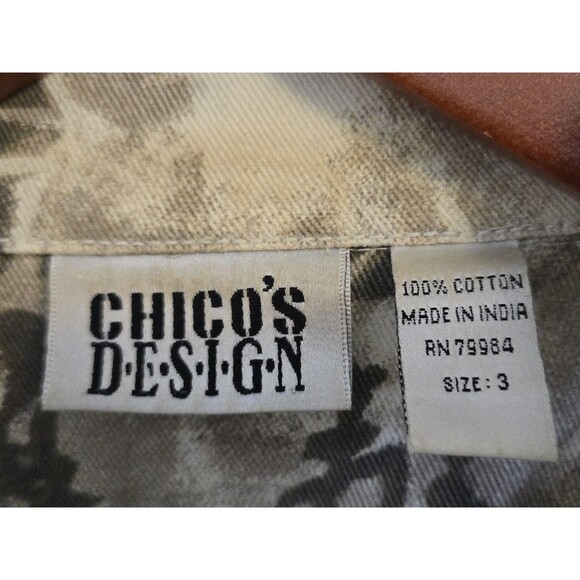 CHICO'S
D·E·S·I·G·N
100% COTTON
MADE IN INDIA
RN 79984
SIZE: 3